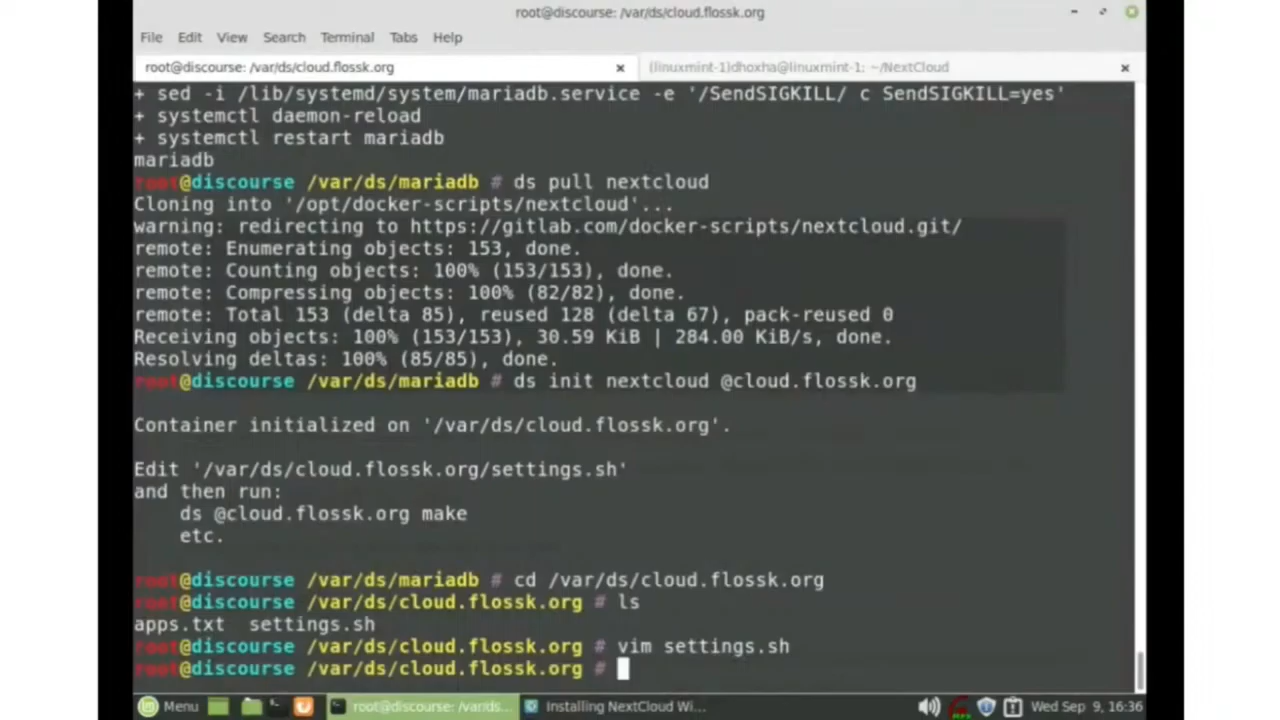 root@discourse: /var/ds/cloud.flossk.org
File Edit View Search Terminal Tabs Help
root@discourse: /var/ds/cloud.flossk.org
(linuxmint-1)dhoxha@linuxmint-1: ~/NextCloud
+ sed -i /lib/systemd/system/mariadb.service -e '/SendSIGKILL/ c SendSIGKILL=yes'
+ systemctl daemon-reload
+ systemctl restart mariadb
mariadb
root@discourse /var/ds/mariadb # ds pull nextcloud
Cloning into '/opt/docker-scripts/nextcloud'...
warning: redirecting to https://gitlab.com/docker-scripts/nextcloud.git/
remote: Enumerating objects: 153, done.
remote: Counting objects: 100% (153/153), done.
remote: Compressing objects: 100% (82/82), done.
remote: Total 153 (delta 85), reused 128 (delta 67), pack-reused 0
Receiving objects: 100% (153/153), 30.59 KiB | 284.00 KiB/s, done.
Resolving deltas: 100% (85/85), done.
root@discourse /var/ds/mariadb # ds init nextcloud @cloud.flossk.org
Container initialized on '/var/ds/cloud.flossk.org'.
Edit '/var/ds/cloud.flossk.org/settings.sh'
and then run:
ds @cloud.flossk.org make
etc.
root@discourse /var/ds/mariadb # cd /var/ds/cloud.flossk.org
root@discourse /var/ds/cloud.flossk.org # ls
apps.txt settings.sh
root@discourse /var/ds/cloud.flossk.org # vim settings.sh
root@discourse /var/ds/cloud.flossk.org #
Menu
root@discourse: /var/ds...
Installing NextCloud Wi...
Wed Sep 9, 16:36